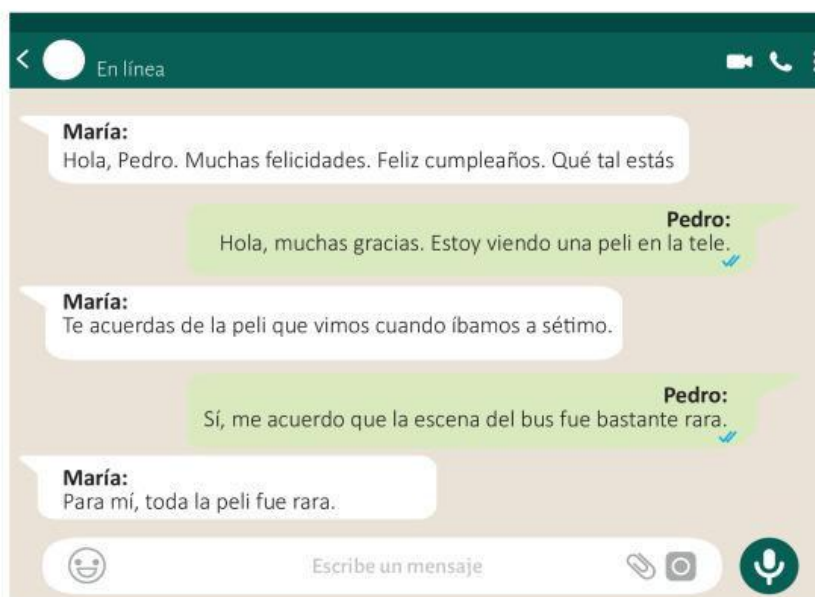 En línea
María:
Hola, Pedro. Muchas felicidades. Feliz cumpleaños. Qué tal estás
Pedro:
Hola, muchas gracias. Estoy viendo una peli en la tele.
María:
Te acuerdas de la peli que vimos cuando íbamos a sétimo.
Pedro:
Sí, me acuerdo que la escena del bus fue bastante rara.
María:
Para mí, toda la peli fue rara.
Escribe un mensaje